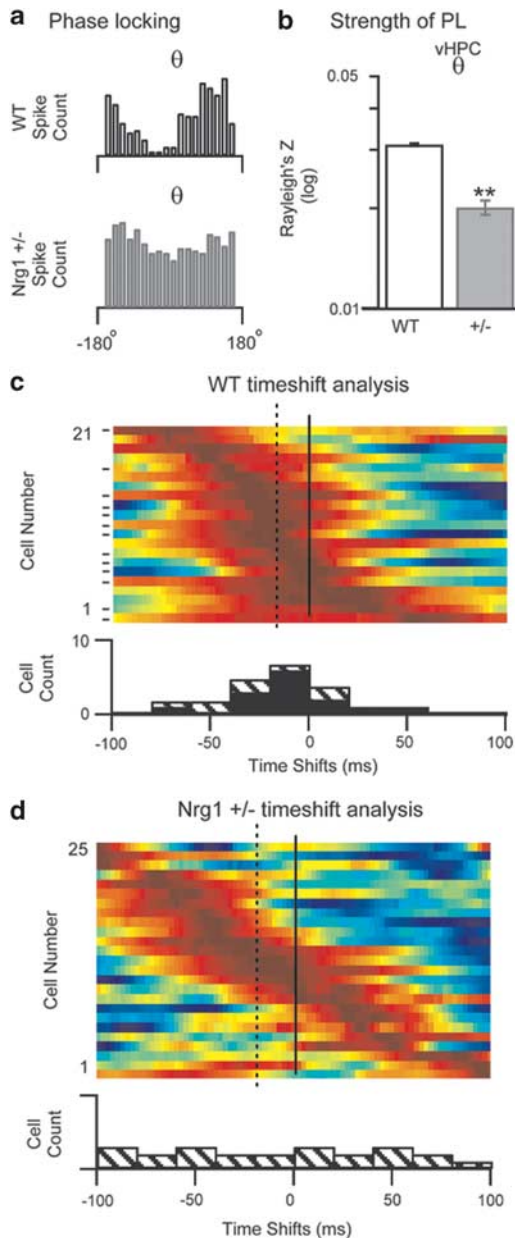 a Phase locking
θ
WT
Spike
Count
θ
Nrg1 +/-
Spike
Count
-180° 180°
b Strength of PL
vHPC
θ
0.05
Rayleigh's Z
(log)
**
0.01
WT +/-
c WT timeshift analysis
21
Cell Number
1
10
Cell
Count
0
-100 -50 0 50 100
Time Shifts (ms)
d Nrg1 +/- timeshift analysis
25
Cell Number
1
Cell
Count
-100 -50 0 50 100
Time Shifts (ms)